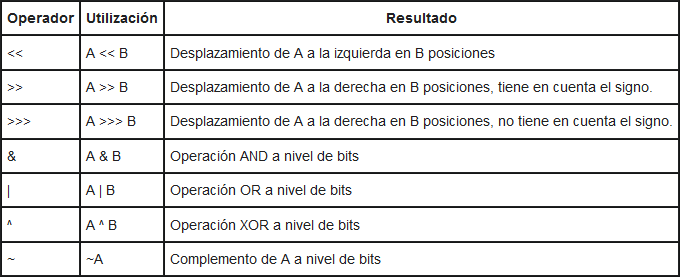 Operador Utilización Resultado
<< A << B Desplazamiento de A a la izquierda en B posiciones
>> A >> B Desplazamiento de A a la derecha en B posiciones, tiene en cuenta el signo.
>>> A >>> B Desplazamiento de A a la derecha en B posiciones, no tiene en cuenta el signo.
& A & B Operación AND a nivel de bits
| A | B Operación OR a nivel de bits
^ A ^ B Operación XOR a nivel de bits
~ ~A Complemento de A a nivel de bits